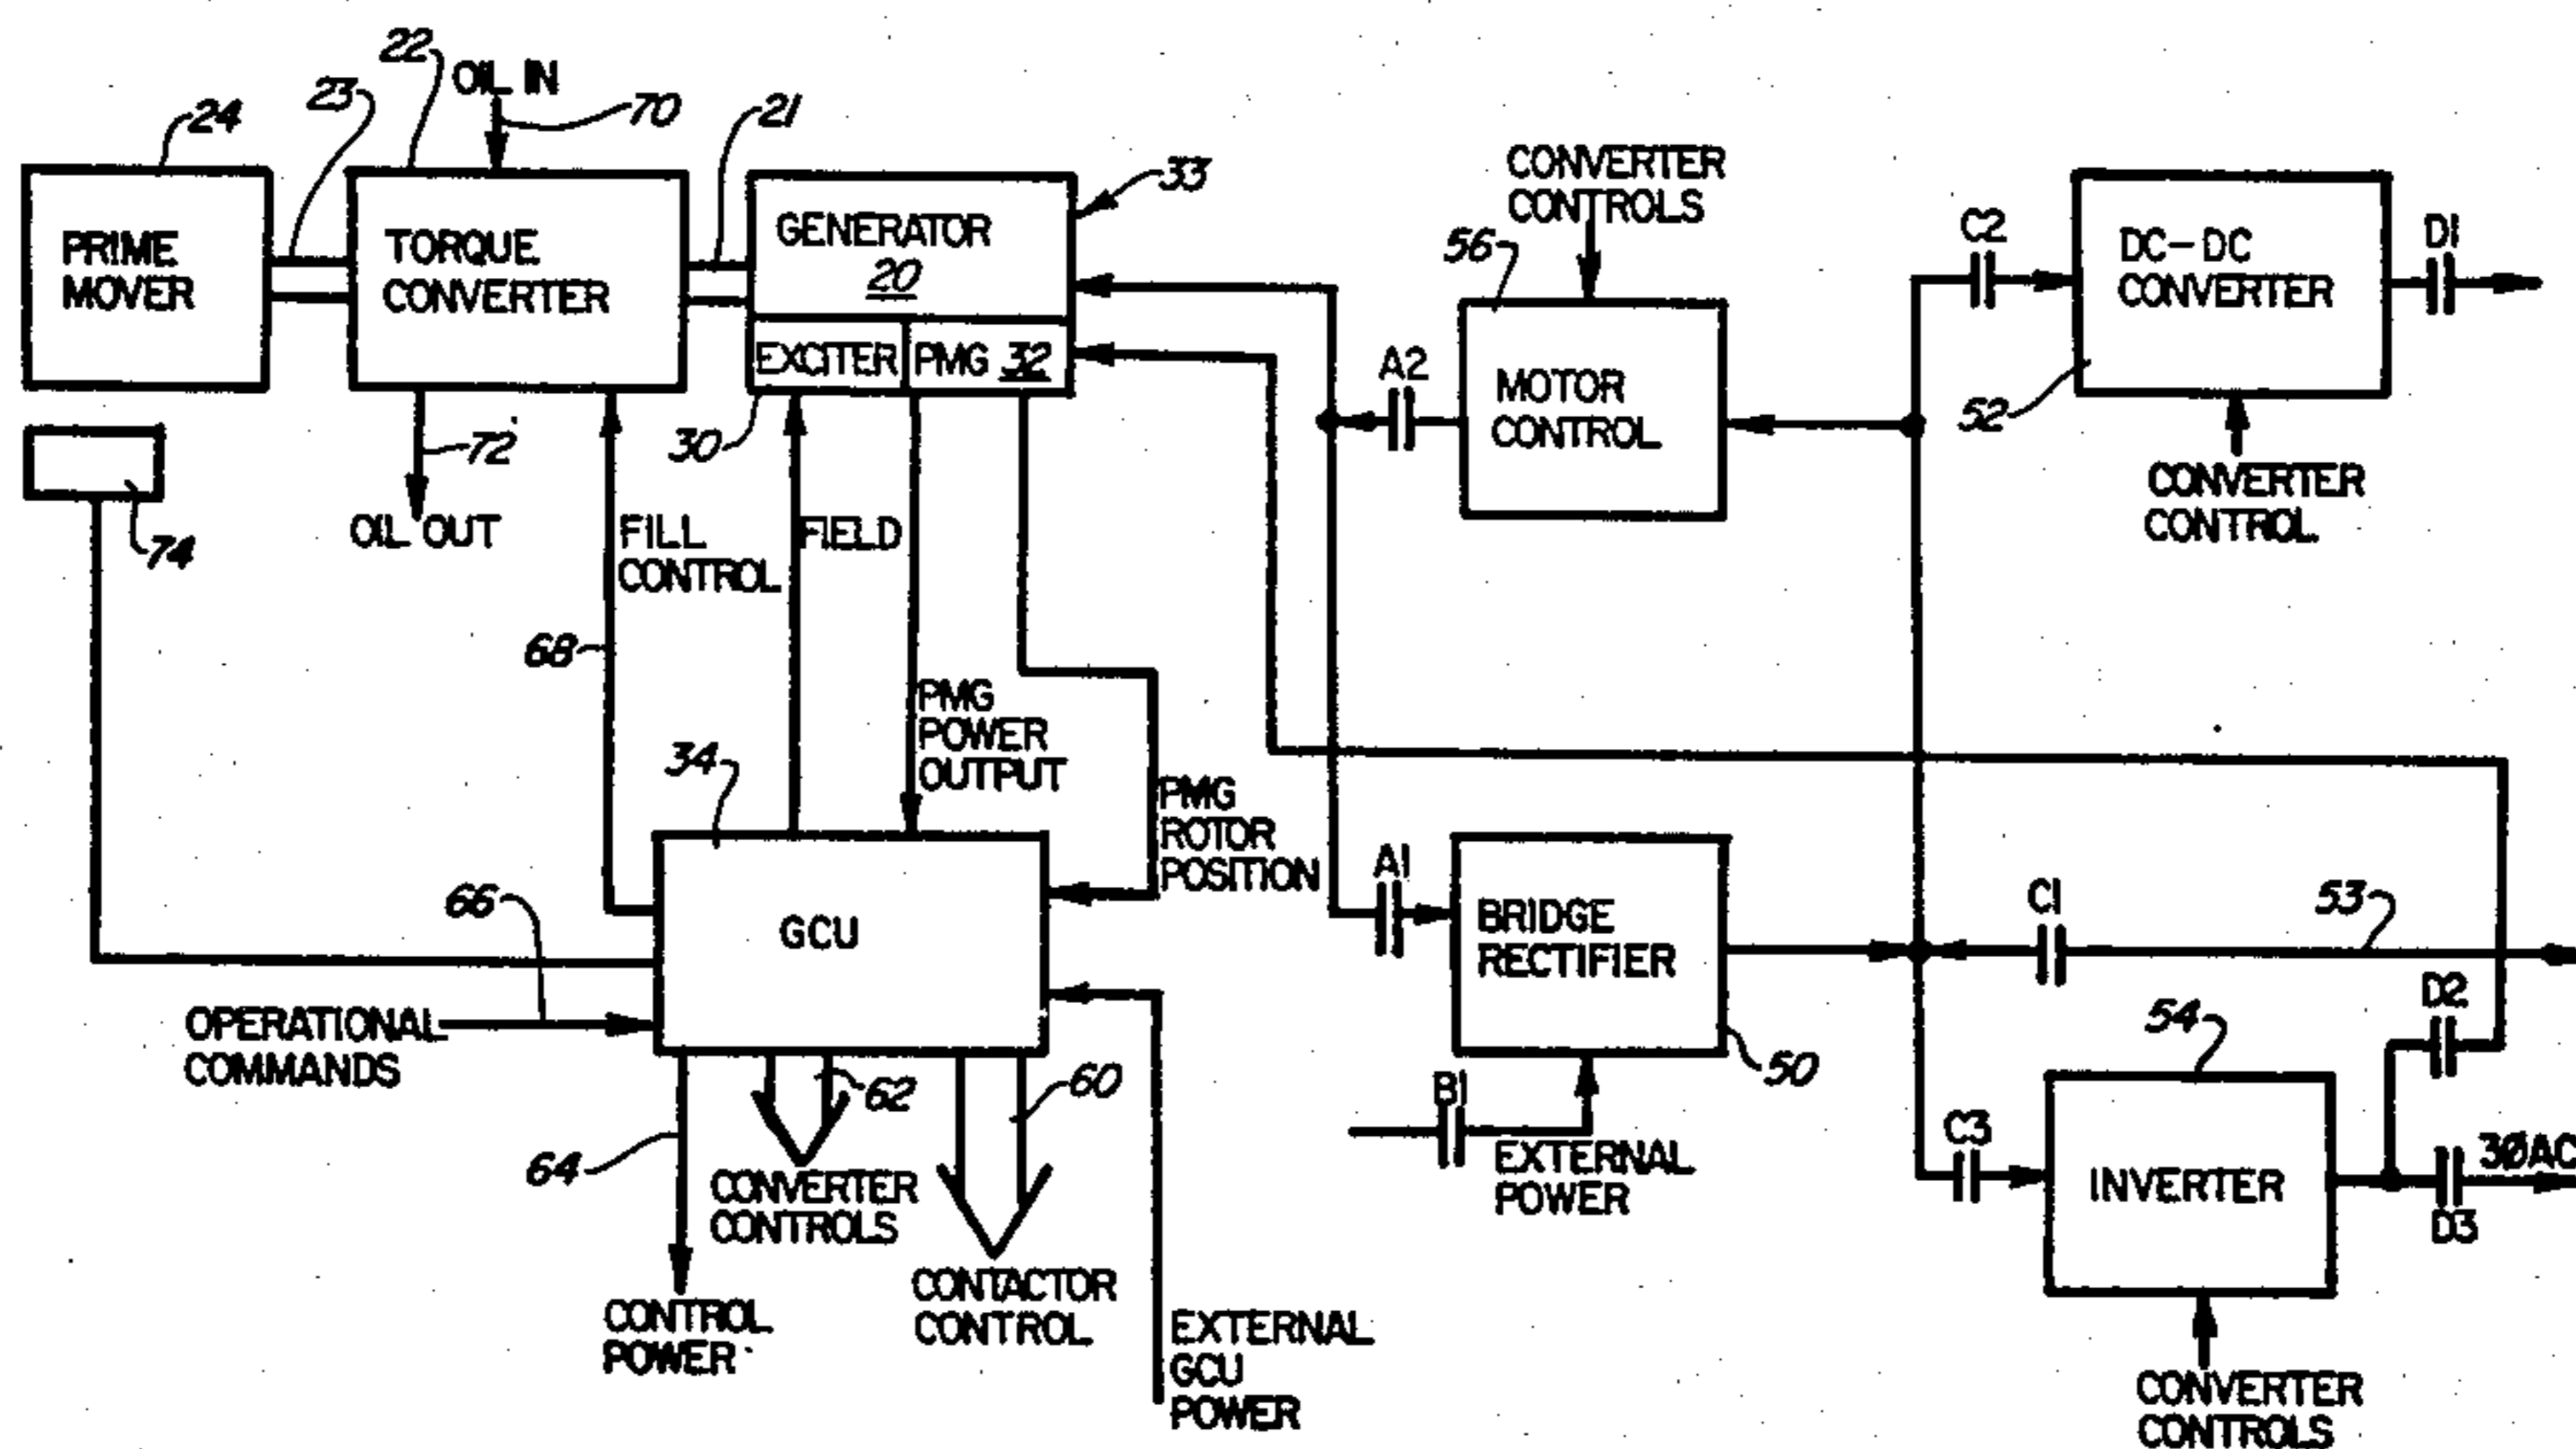 22
OIL IN
23
70
21
24
33
PRIME
MOVER
TORQUE
CONVERTER
GENERATOR
20
EXCITER
PMG 32
30
72
OIL OUT
74
FILL
CONTROL
FIELD
68
PMG
POWER
OUTPUT
34
PMG
ROTOR
POSITION
GCU
66
OPERATIONAL
COMMANDS
62
60
64
CONVERTER
CONTROLS
CONTROL
POWER
CONTACTOR
CONTROL
EXTERNAL
GCU
POWER
CONVERTER
CONTROLS
56
A2
MOTOR
CONTROL
C2
DC-DC
CONVERTER
D1
52
CONVERTER
CONTROL
A1
BRIDGE
RECTIFIER
50
B1
EXTERNAL
POWER
C1
53
D2
54
C3
INVERTER
3ØAC
D3
CONVERTER
CONTROLS